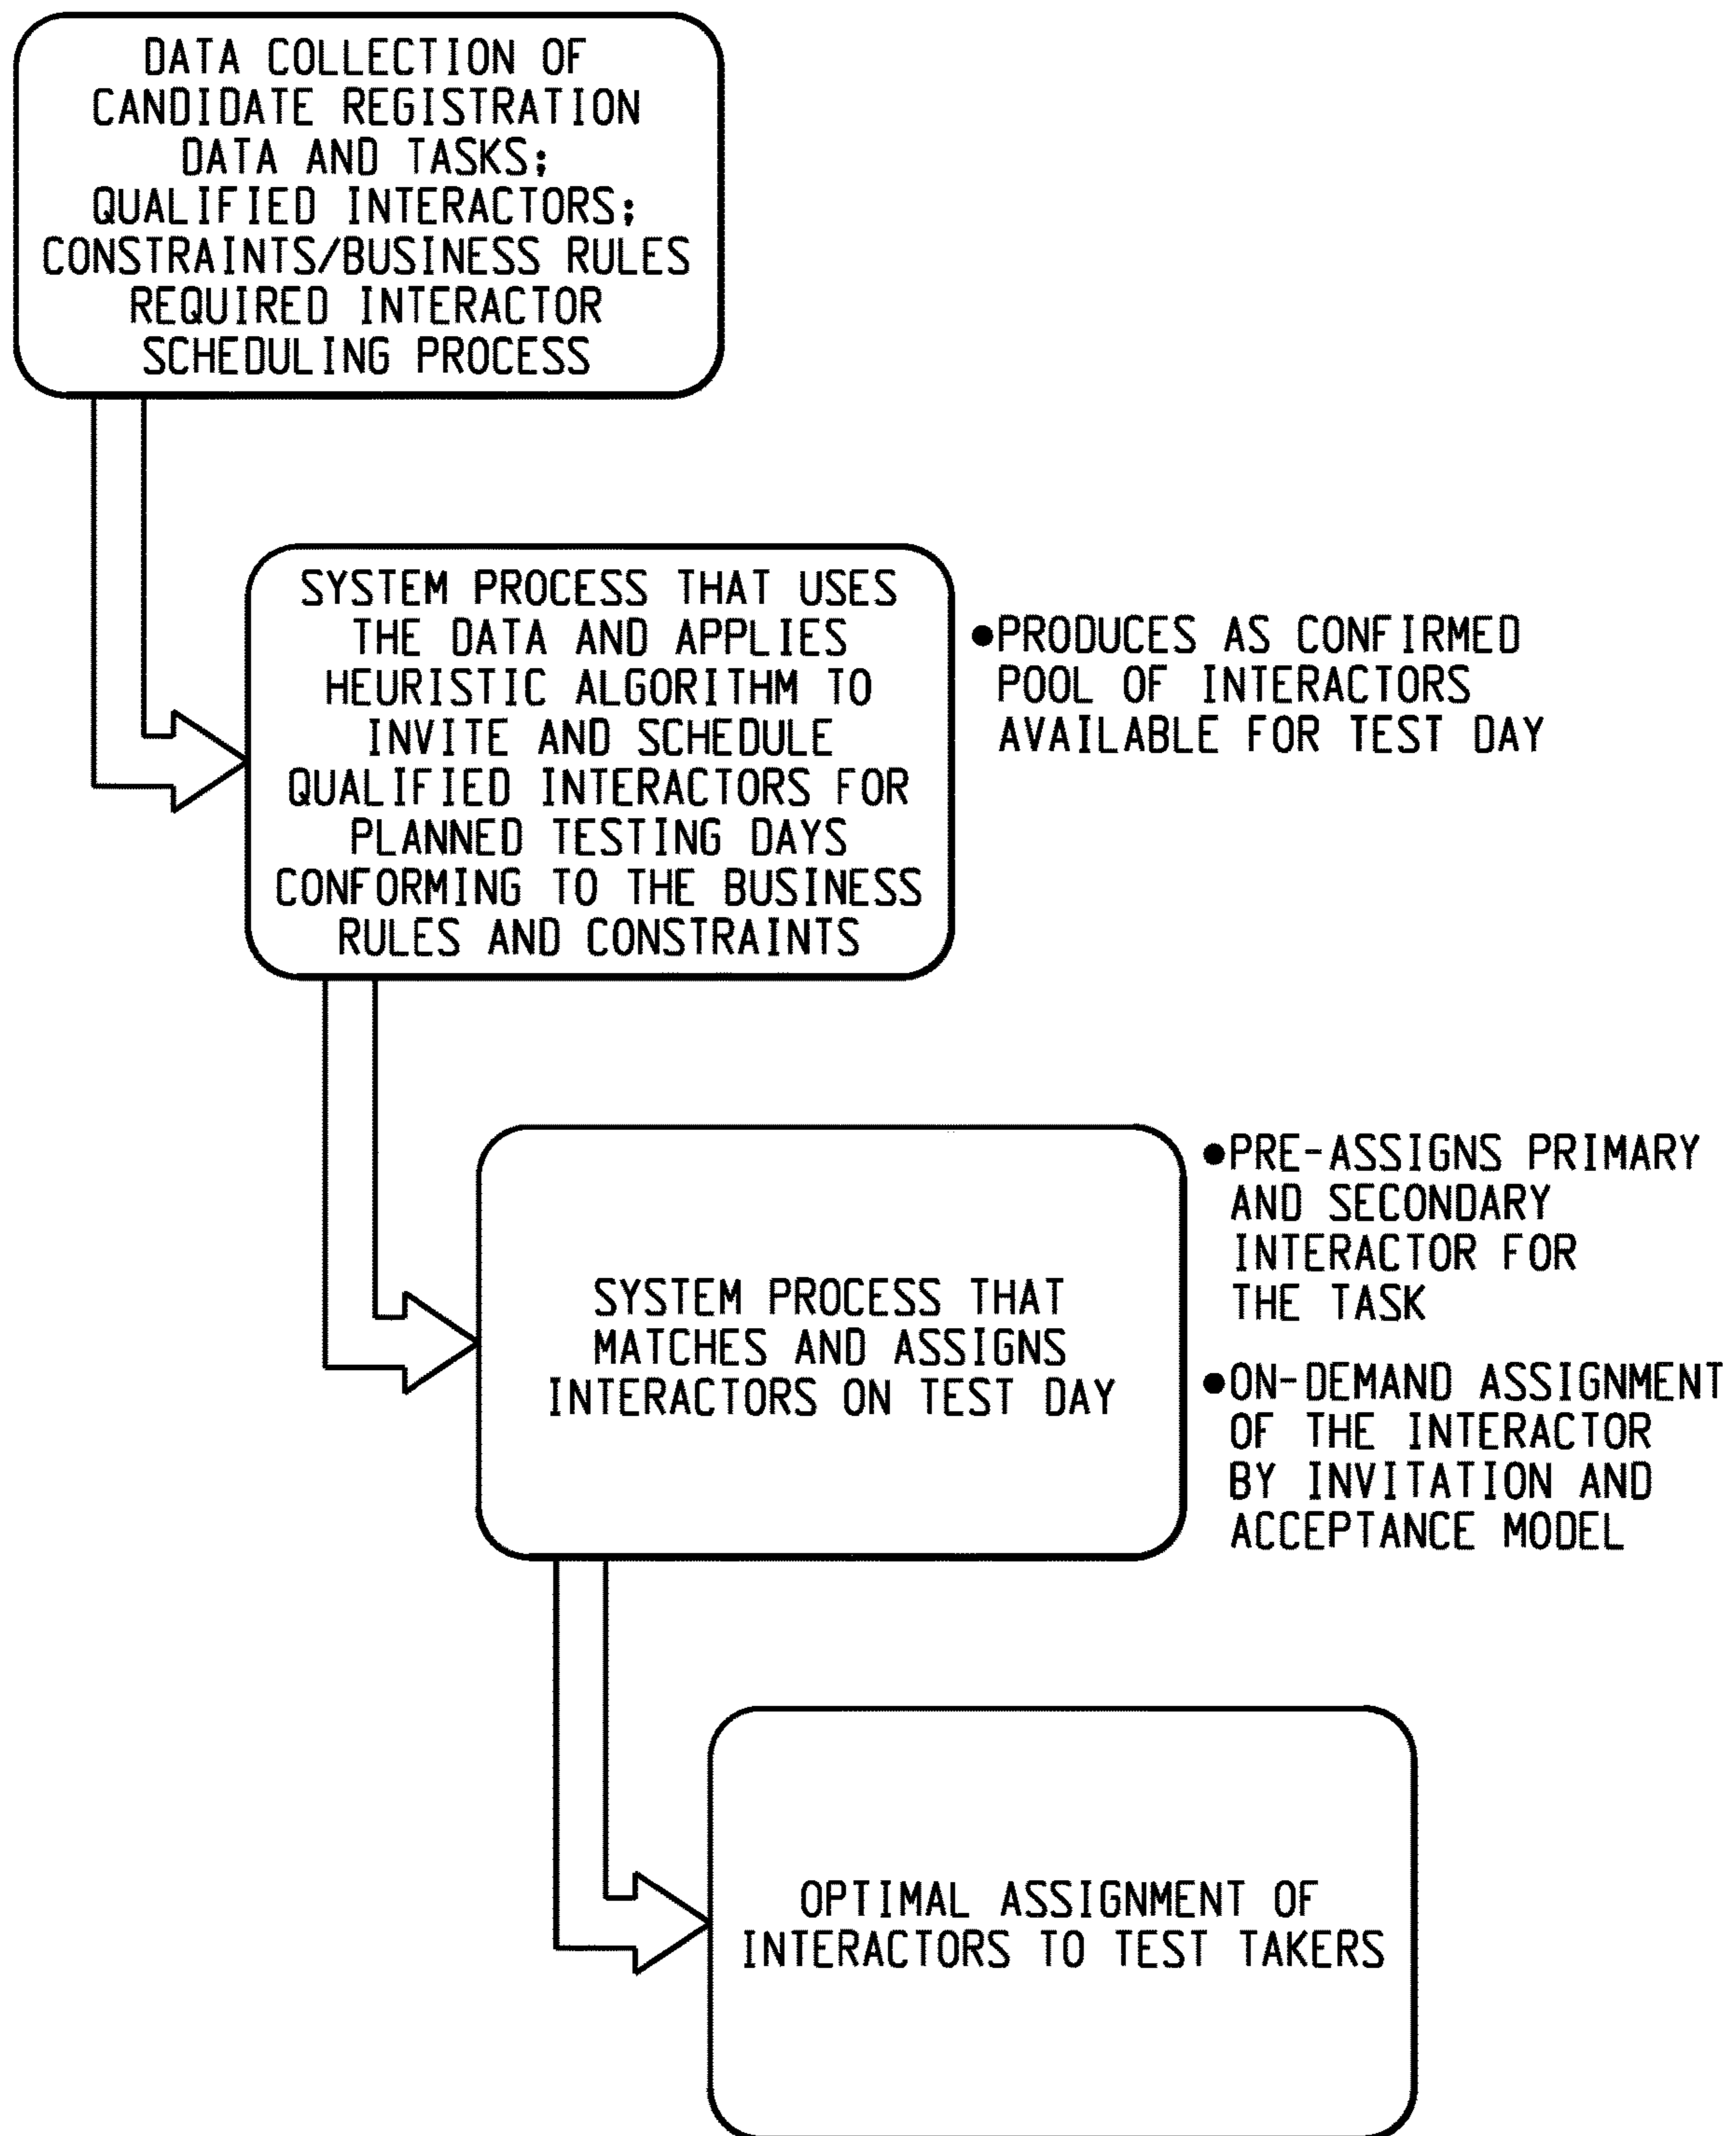 DATA COLLECTION OF
CANDIDATE REGISTRATION
DATA AND TASKS;
QUALIFIED INTERACTORS;
CONSTRAINTS/BUSINESS RULES
REQUIRED INTERACTOR
SCHEDULING PROCESS
SYSTEM PROCESS THAT USES
THE DATA AND APPLIES
HEURISTIC ALGORITHM TO
INVITE AND SCHEDULE
QUALIFIED INTERACTORS FOR
PLANNED TESTING DAYS
CONFORMING TO THE BUSINESS
RULES AND CONSTRAINTS
●PRODUCES AS CONFIRMED
POOL OF INTERACTORS
AVAILABLE FOR TEST DAY
SYSTEM PROCESS THAT
MATCHES AND ASSIGNS
INTERACTORS ON TEST DAY
●PRE-ASSIGNS PRIMARY
AND SECONDARY
INTERACTOR FOR
THE TASK
●ON-DEMAND ASSIGNMENT
OF THE INTERACTOR
BY INVITATION AND
ACCEPTANCE MODEL
OPTIMAL ASSIGNMENT OF
INTERACTORS TO TEST TAKERS